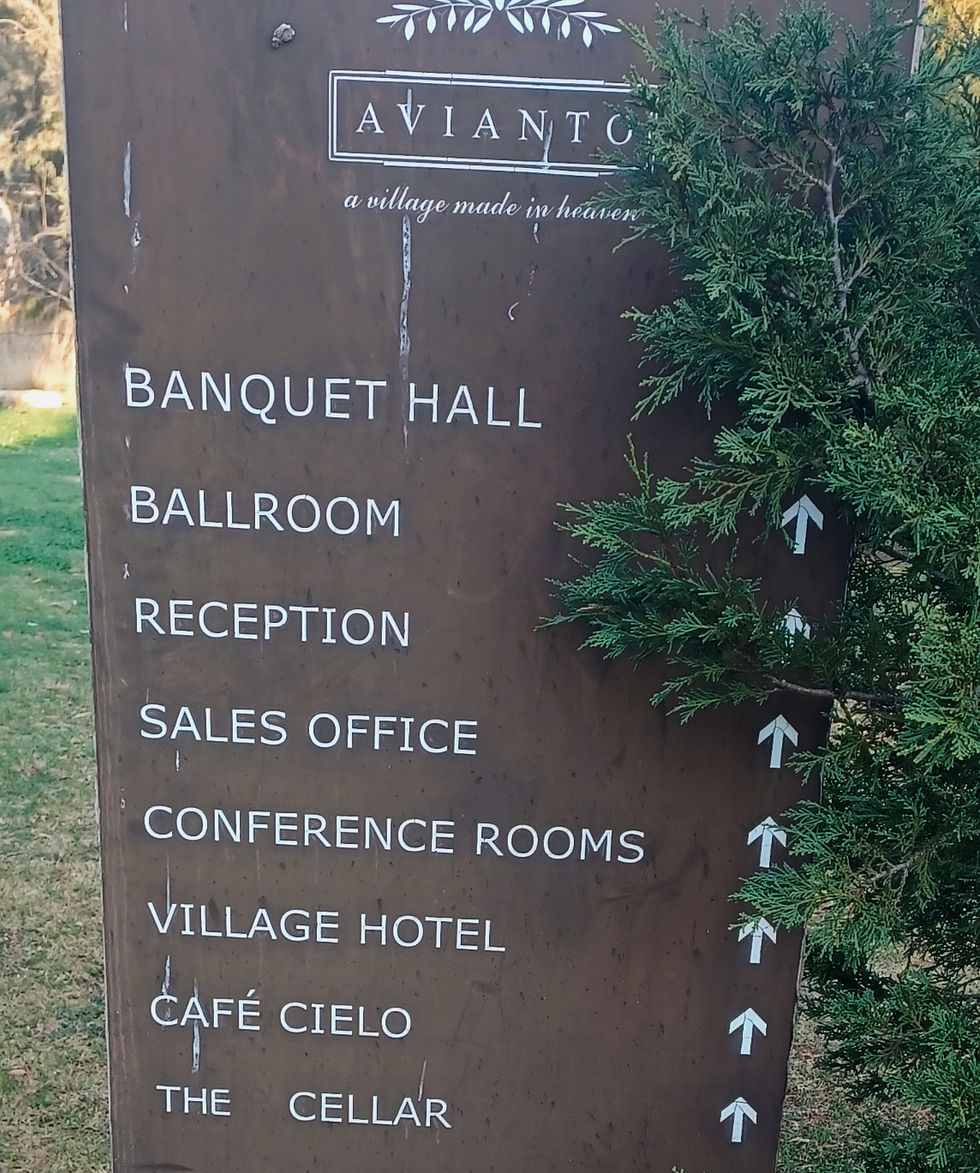 AVIANTO
a village made in heaven
BANQUET HALL
BALLROOM
RECEPTION
SALES OFFICE
CONFERENCE ROOMS
VILLAGE HOTEL
CAFÉ CIELO
THE CELLAR